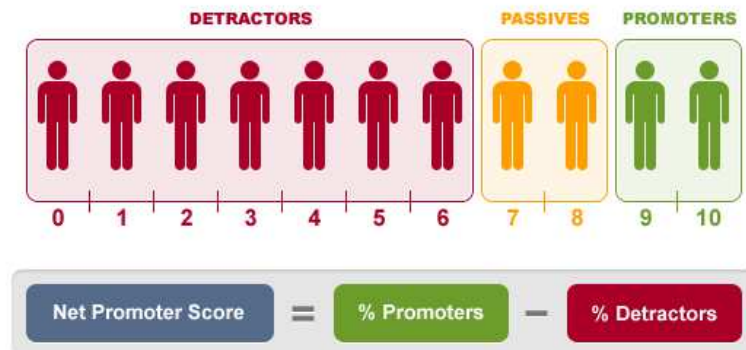 DETRACTORS PASSIVES PROMOTERS
0 1 2 3 4 5 6 7 8 9 10
Net Promoter Score = % Promoters − % Detractors